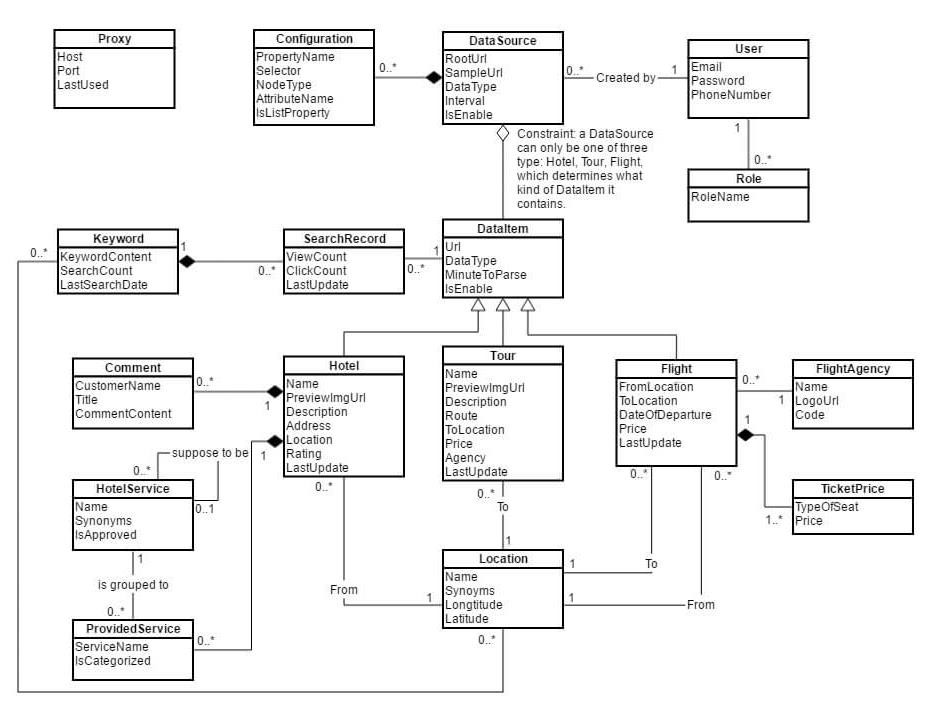 Proxy
Host
Port
LastUsed
Configuration
PropertyName
Selector
NodeType
AttributeName
IsListProperty
0..*
DataSource
RootUrl
SampleUrl
DataType
Interval
IsEnable
0..*
Created by
1
User
Email
Password
PhoneNumber
1
0..*
Role
RoleName
Constraint: a DataSource
can only be one of three
type: Hotel, Tour, Flight,
which determines what
kind of DataItem it
contains.
0..*
Keyword
KeywordContent
SearchCount
LastSearchDate
1
0..*
SearchRecord
ViewCount
ClickCount
LastUpdate
0..*
1
DataItem
Url
DataType
MinuteToParse
IsEnable
Comment
CustomerName
Title
CommentContent
0..*
1
Hotel
Name
PreviewImgUrl
Description
Address
Location
Rating
LastUpdate
1
0..*
Tour
Name
PreviewImgUrl
Description
Route
ToLocation
Price
Agency
LastUpdate
0..*
To
1
Flight
FromLocation
ToLocation
DateOfDeparture
Price
LastUpdate
0..*
0..*
0..*
1
FlightAgency
Name
LogoUrl
Code
1
1..*
TicketPrice
TypeOfSeat
Price
suppose to be
0..*
0..1
HotelService
Name
Synonyms
IsApproved
1
is grouped to
0..*
ProvidedService
ServiceName
IsCategorized
0..*
From
1
Location
Name
Synoyms
Longtitude
Latitude
1
To
1
From
0..*